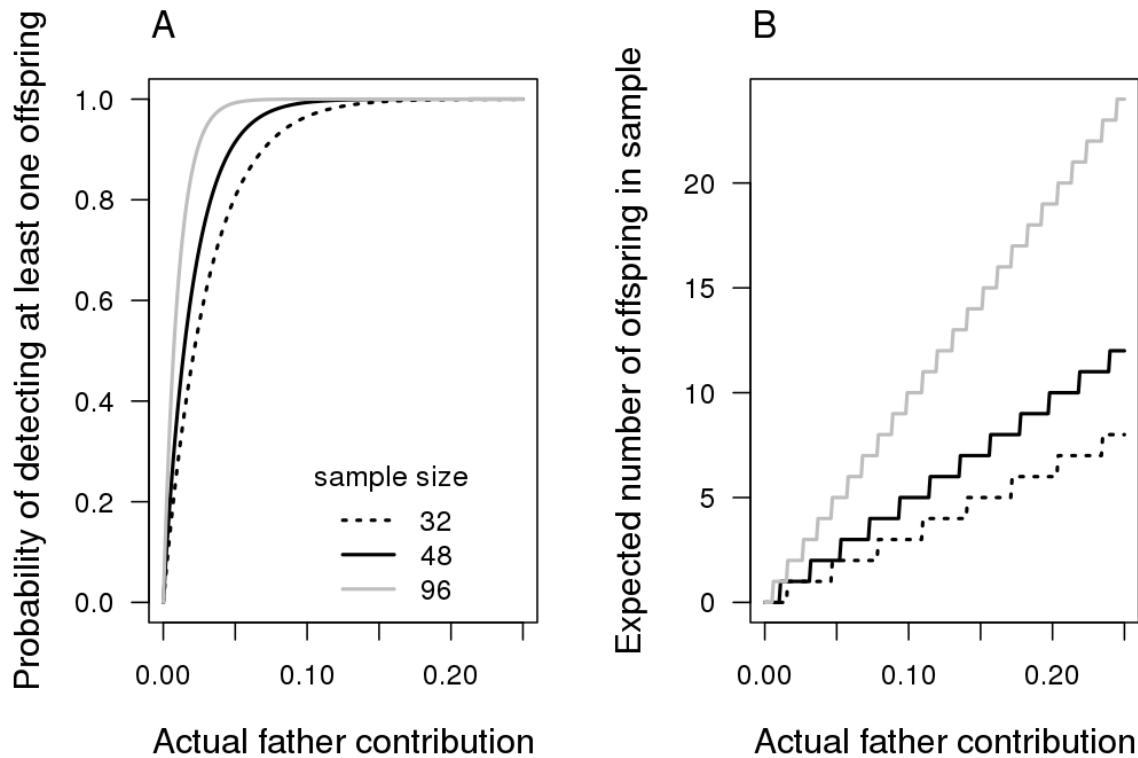 A
Probability of detecting at least one offspring
1.0
0.8
0.6
0.4
0.2
0.0
sample size
32
48
96
0.00
0.10
0.20
Actual father contribution
B
Expected number of offspring in sample
20
15
10
5
0
0.00
0.10
0.20
Actual father contribution